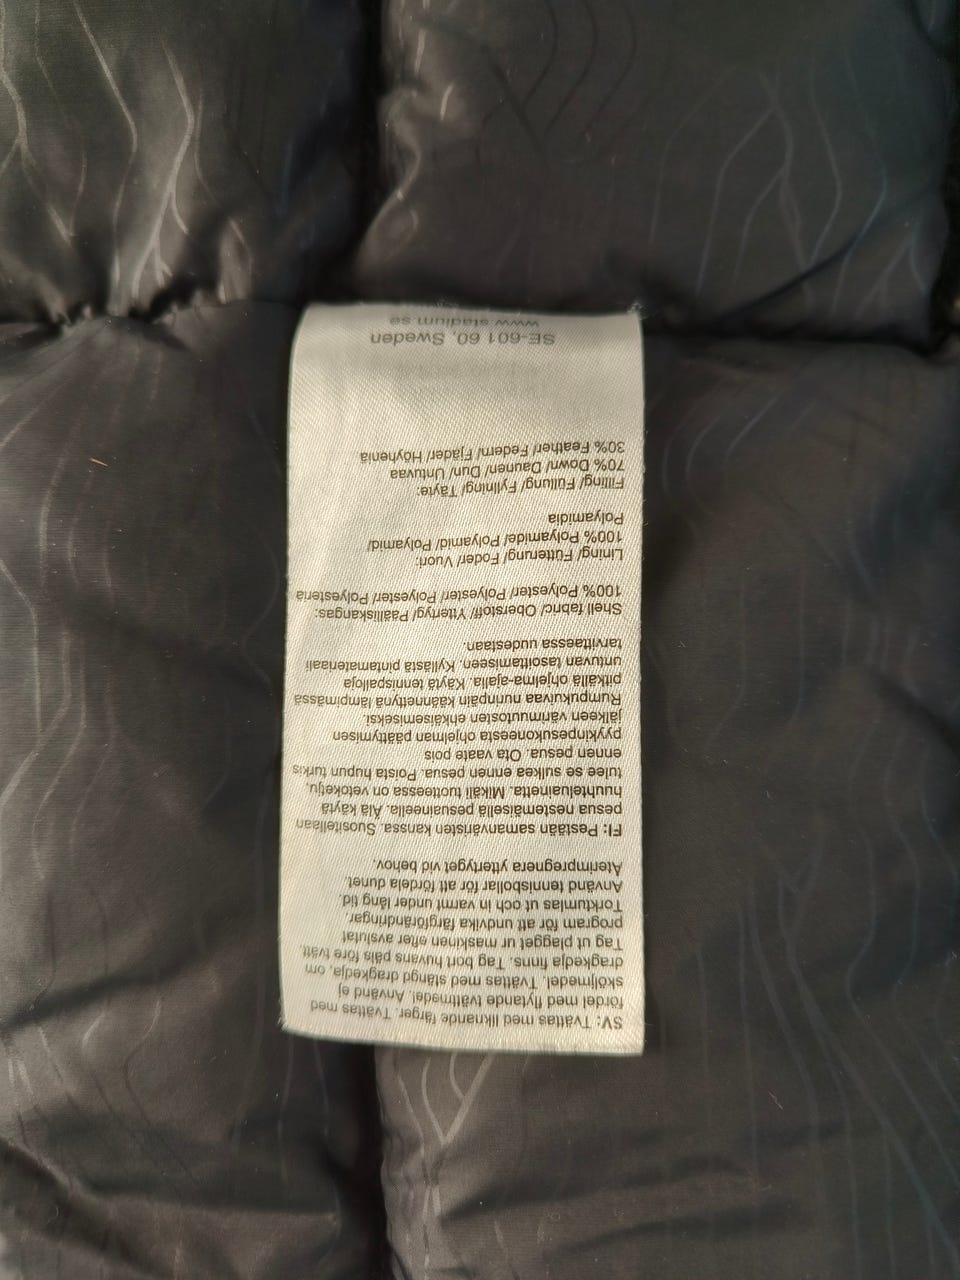 SV: Tvättas med liknande färger. Tvättas med
fördel med flytande tvättmedel. Använd ej
sköljmedel. Tvättas med stängd dragkedja, om
dragkedja finns. Tag bort huvans päls före tvätt.
Tag ut plagget ur maskinen efter avslutat
program för att undvika färgförändringar.
Torktumlas ut och in varmt under lång tid.
Använd tennisbollar för att fördela dunet.
Återimpregnera yttertyget vid behov.
FI: Pestään samanväristen kanssa. Suositellaan
pesua nestemäisellä pesuaineella. Älä käytä
huuhteluainetta. Mikäli tuotteessa on vetoketju,
tulee se sulkea ennen pesua. Poista hupun turkis
ennen pesua. Ota vaate pois
pyykinpesukoneesta ohjelman päättymisen
jälkeen värimuutosten ehkäisemiseksi.
Rumpukuivaus nurinpäin käännettynä lämpimässä
pitkällä ohjelma-ajalla. Käytä tennispalloja
untuvan tasoittamiseen. Kyllästä pintamateriaali
tarvittaessa uudestaan.
Shell fabric/ Oberstoff/ Yttertyg/ Päälliskangas:
100% Polyester/ Polyester/ Polyester/ Polyesteriä
Lining/ Fütterung/ Foder/ Vuori:
100% Polyamide/ Polyamid/ Polyamid/
Polyamidia
Filling/ Füllung/ Fyllning/ Täyte:
70% Down/ Daunen/ Dun/ Untuvaa
30% Feather/ Federn/ Fjäder/ Höyheniä
SE-601 60, Sweden
www.stadium.se